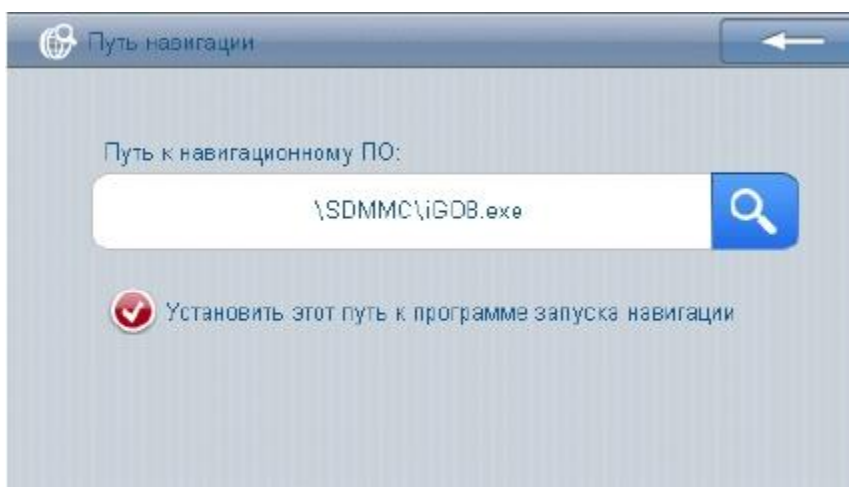 Путь навигации
Путь к навигационному ПО:
\SDMMC\iGO8.exe
Установить этот путь к программе запуска навигации